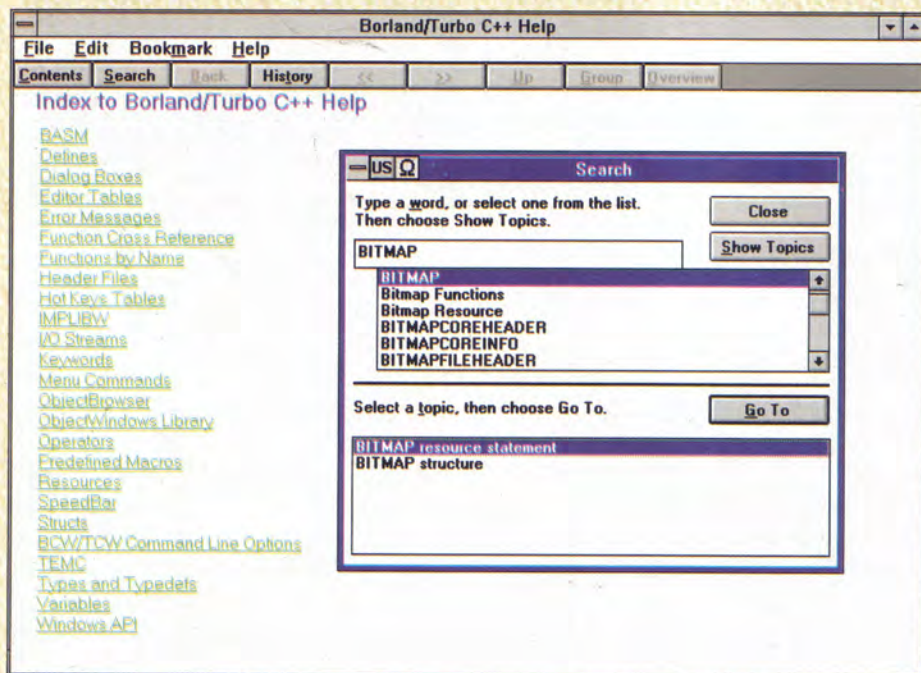 Borland/Turbo C++ Help
File Edit Bookmark Help
Contents Search Back History << >> Up Group Overview
Index to Borland/Turbo C++ Help
BASM
Defines
Dialog Boxes
Editor Tables
Error Messages
Function Cross Reference
Functions by Name
Header Files
Hot Keys Tables
IMPLIBW
I/O Streams
Keywords
Menu Commands
ObjectBrowser
ObjectWindows Library
Operators
Predefined Macros
Resources
SpeedBar
Structs
BCW/TCW Command Line Options
TEMC
Types and Typedefs
Variables
Windows API
US Ω Search
Type a word, or select one from the list.
Then choose Show Topics.
Close
Show Topics
BITMAP
BITMAP
Bitmap Functions
Bitmap Resource
BITMAPCOREHEADER
BITMAPCOREINFO
BITMAPFILEHEADER
Select a topic, then choose Go To.
Go To
BITMAP resource statement
BITMAP structure